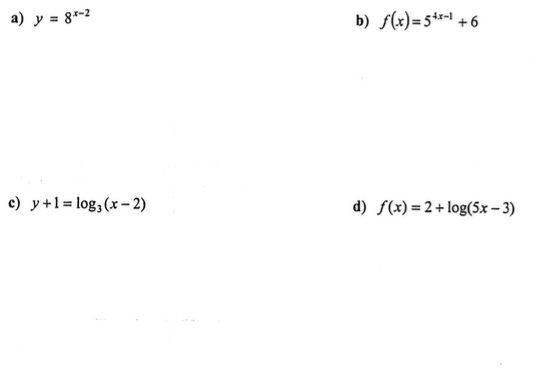 a) y = 8^{x-2}
b) f(x) = 5^{4x-1} + 6
c) y + 1 = log₃(x - 2)
d) f(x) = 2 + log(5x - 3)